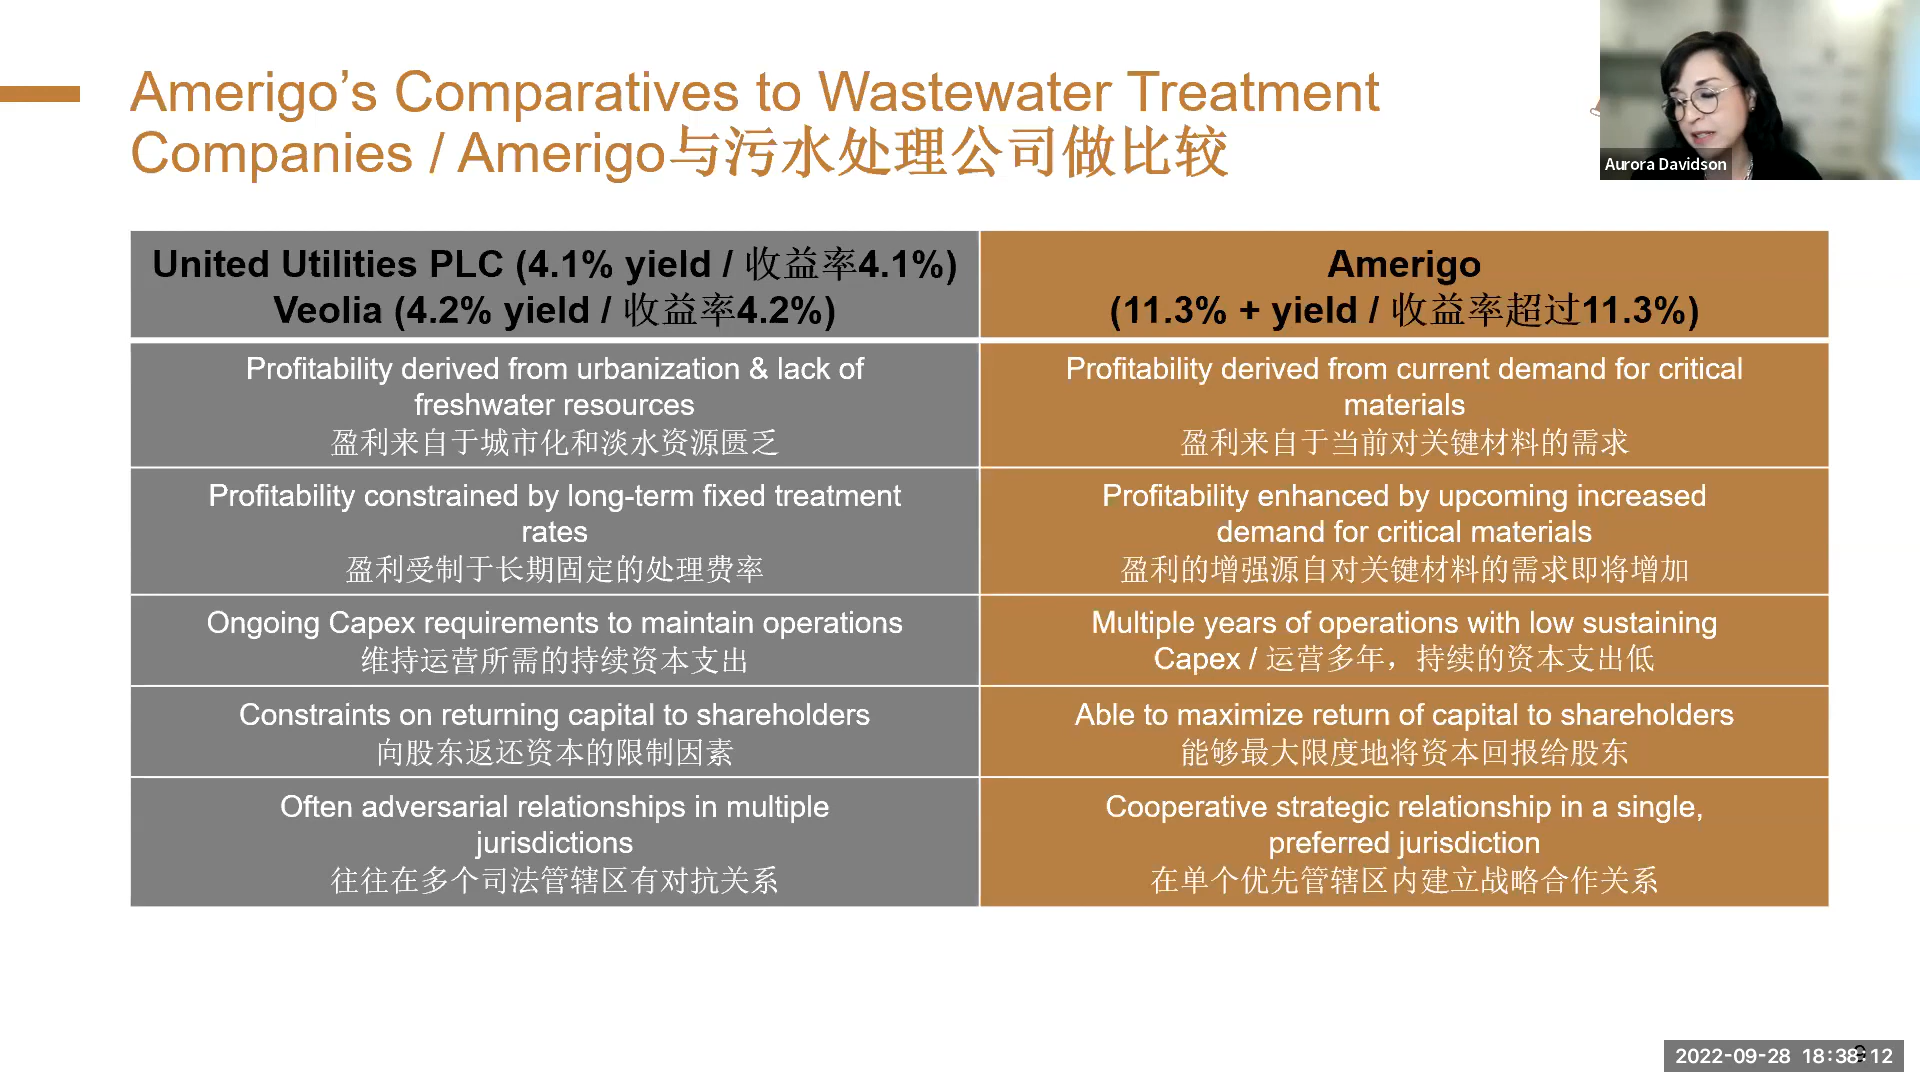 Amerigo’s Comparatives to Wastewater Treatment
Companies / Amerigo与污水处理公司做比较
Aurora Davidson
United Utilities PLC (4.1% yield / 收益率4.1%)
Veolia (4.2% yield / 收益率4.2%)
Amerigo
(11.3% + yield / 收益率超过11.3%)
Profitability derived from urbanization & lack of
freshwater resources
盈利来自于城市化和淡水资源匮乏
Profitability derived from current demand for critical
materials
盈利来自于当前对关键材料的需求
Profitability constrained by long-term fixed treatment
rates
盈利受制于长期固定的处理费率
Profitability enhanced by upcoming increased
demand for critical materials
盈利的增强源自对关键材料的需求即将增加
Ongoing Capex requirements to maintain operations
维持运营所需的持续资本支出
Multiple years of operations with low sustaining
Capex / 运营多年，持续的资本支出低
Constraints on returning capital to shareholders
向股东返还资本的限制因素
Able to maximize return of capital to shareholders
能够最大限度地将资本回报给股东
Often adversarial relationships in multiple
jurisdictions
往往在多个司法管辖区有对抗关系
Cooperative strategic relationship in a single,
preferred jurisdiction
在单个优先管辖区内建立战略合作关系
2022-09-28 18:38:12